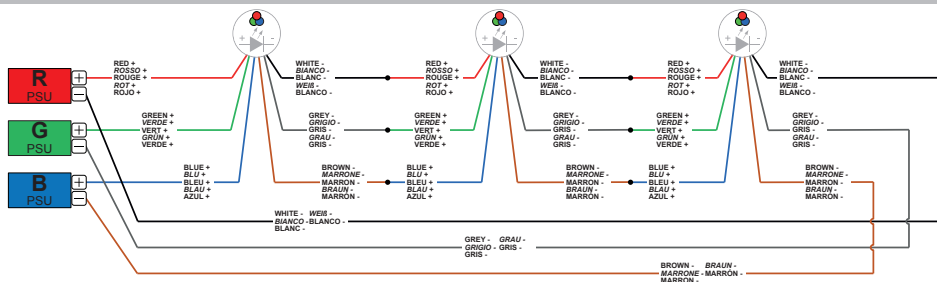 R
PSU
+
−
G
PSU
+
−
B
PSU
+
−
+ -
RED +
ROSSO +
ROUGE +
ROT +
ROJO +
GREEN +
VERDE +
VERT +
GRÜN +
VERDE +
BLUE +
BLU +
BLEU +
BLAU +
AZUL +
WHITE -
BIANCO -
BLANC -
WEIß -
BLANCO -
GREY -
GRIGIO -
GRIS -
GRAU -
GRIS -
BROWN -
MARRONE -
MARRON -
BRAUN -
MARRÓN -
+ -
RED +
ROSSO +
ROUGE +
ROT +
ROJO +
GREEN +
VERDE +
VERT +
GRÜN +
VERDE +
BLUE +
BLU +
BLEU +
BLAU +
AZUL +
WHITE -
BIANCO -
BLANC -
WEIß -
BLANCO -
GREY -
GRIGIO -
GRIS -
GRAU -
GRIS -
BROWN -
MARRONE -
MARRON -
BRAUN -
MARRÓN -
+ -
RED +
ROSSO +
ROUGE +
ROT +
ROJO +
GREEN +
VERDE +
VERT +
GRÜN +
VERDE +
BLUE +
BLU +
BLEU +
BLAU +
AZUL +
WHITE -
BIANCO -
BLANC -
WEIß -
BLANCO -
GREY -
GRIGIO -
GRIS -
GRAU -
GRIS -
BROWN -
MARRONE -
MARRON -
BRAUN -
MARRÓN -
WHITE - WEIß -
BIANCO - BLANCO -
BLANC -
GREY - GRAU -
GRIGIO - GRIS -
GRIS -
BROWN - BRAUN -
MARRONE - MARRÓN -
MARRON -